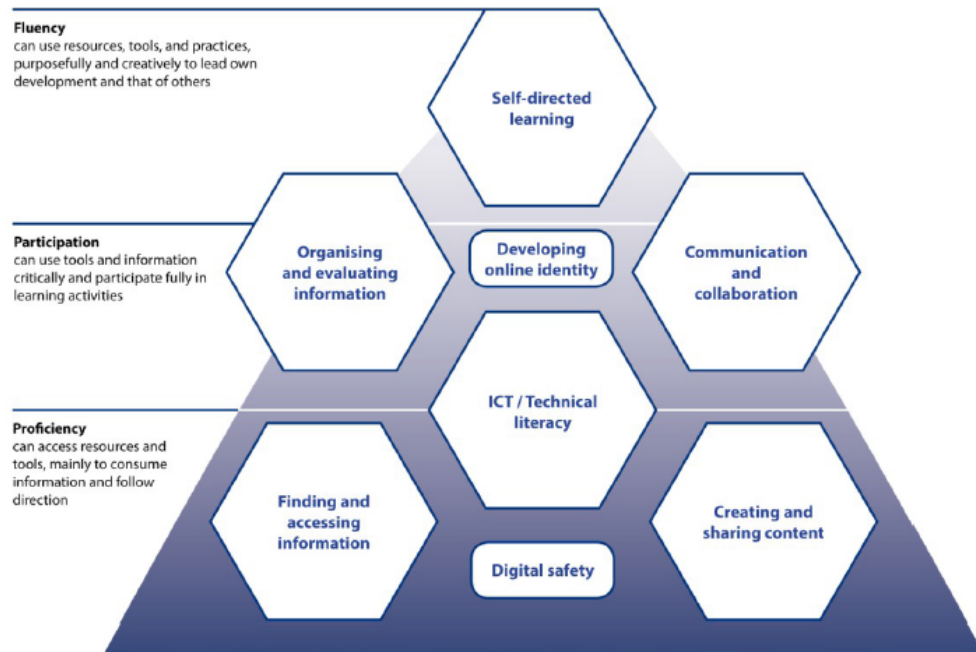 Fluency
can use resources, tools, and practices,
purposefully and creatively to lead own
development and that of others
Self-directed
learning
Participation
can use tools and information
critically and participate fully in
learning activities
Organising
and evaluating
information
Developing
online identity
Communication
and
collaboration
ICT / Technical
literacy
Proficiency
can access resources and
tools, mainly to consume
information and follow
direction
Finding and
accessing
information
Creating and
sharing content
Digital safety